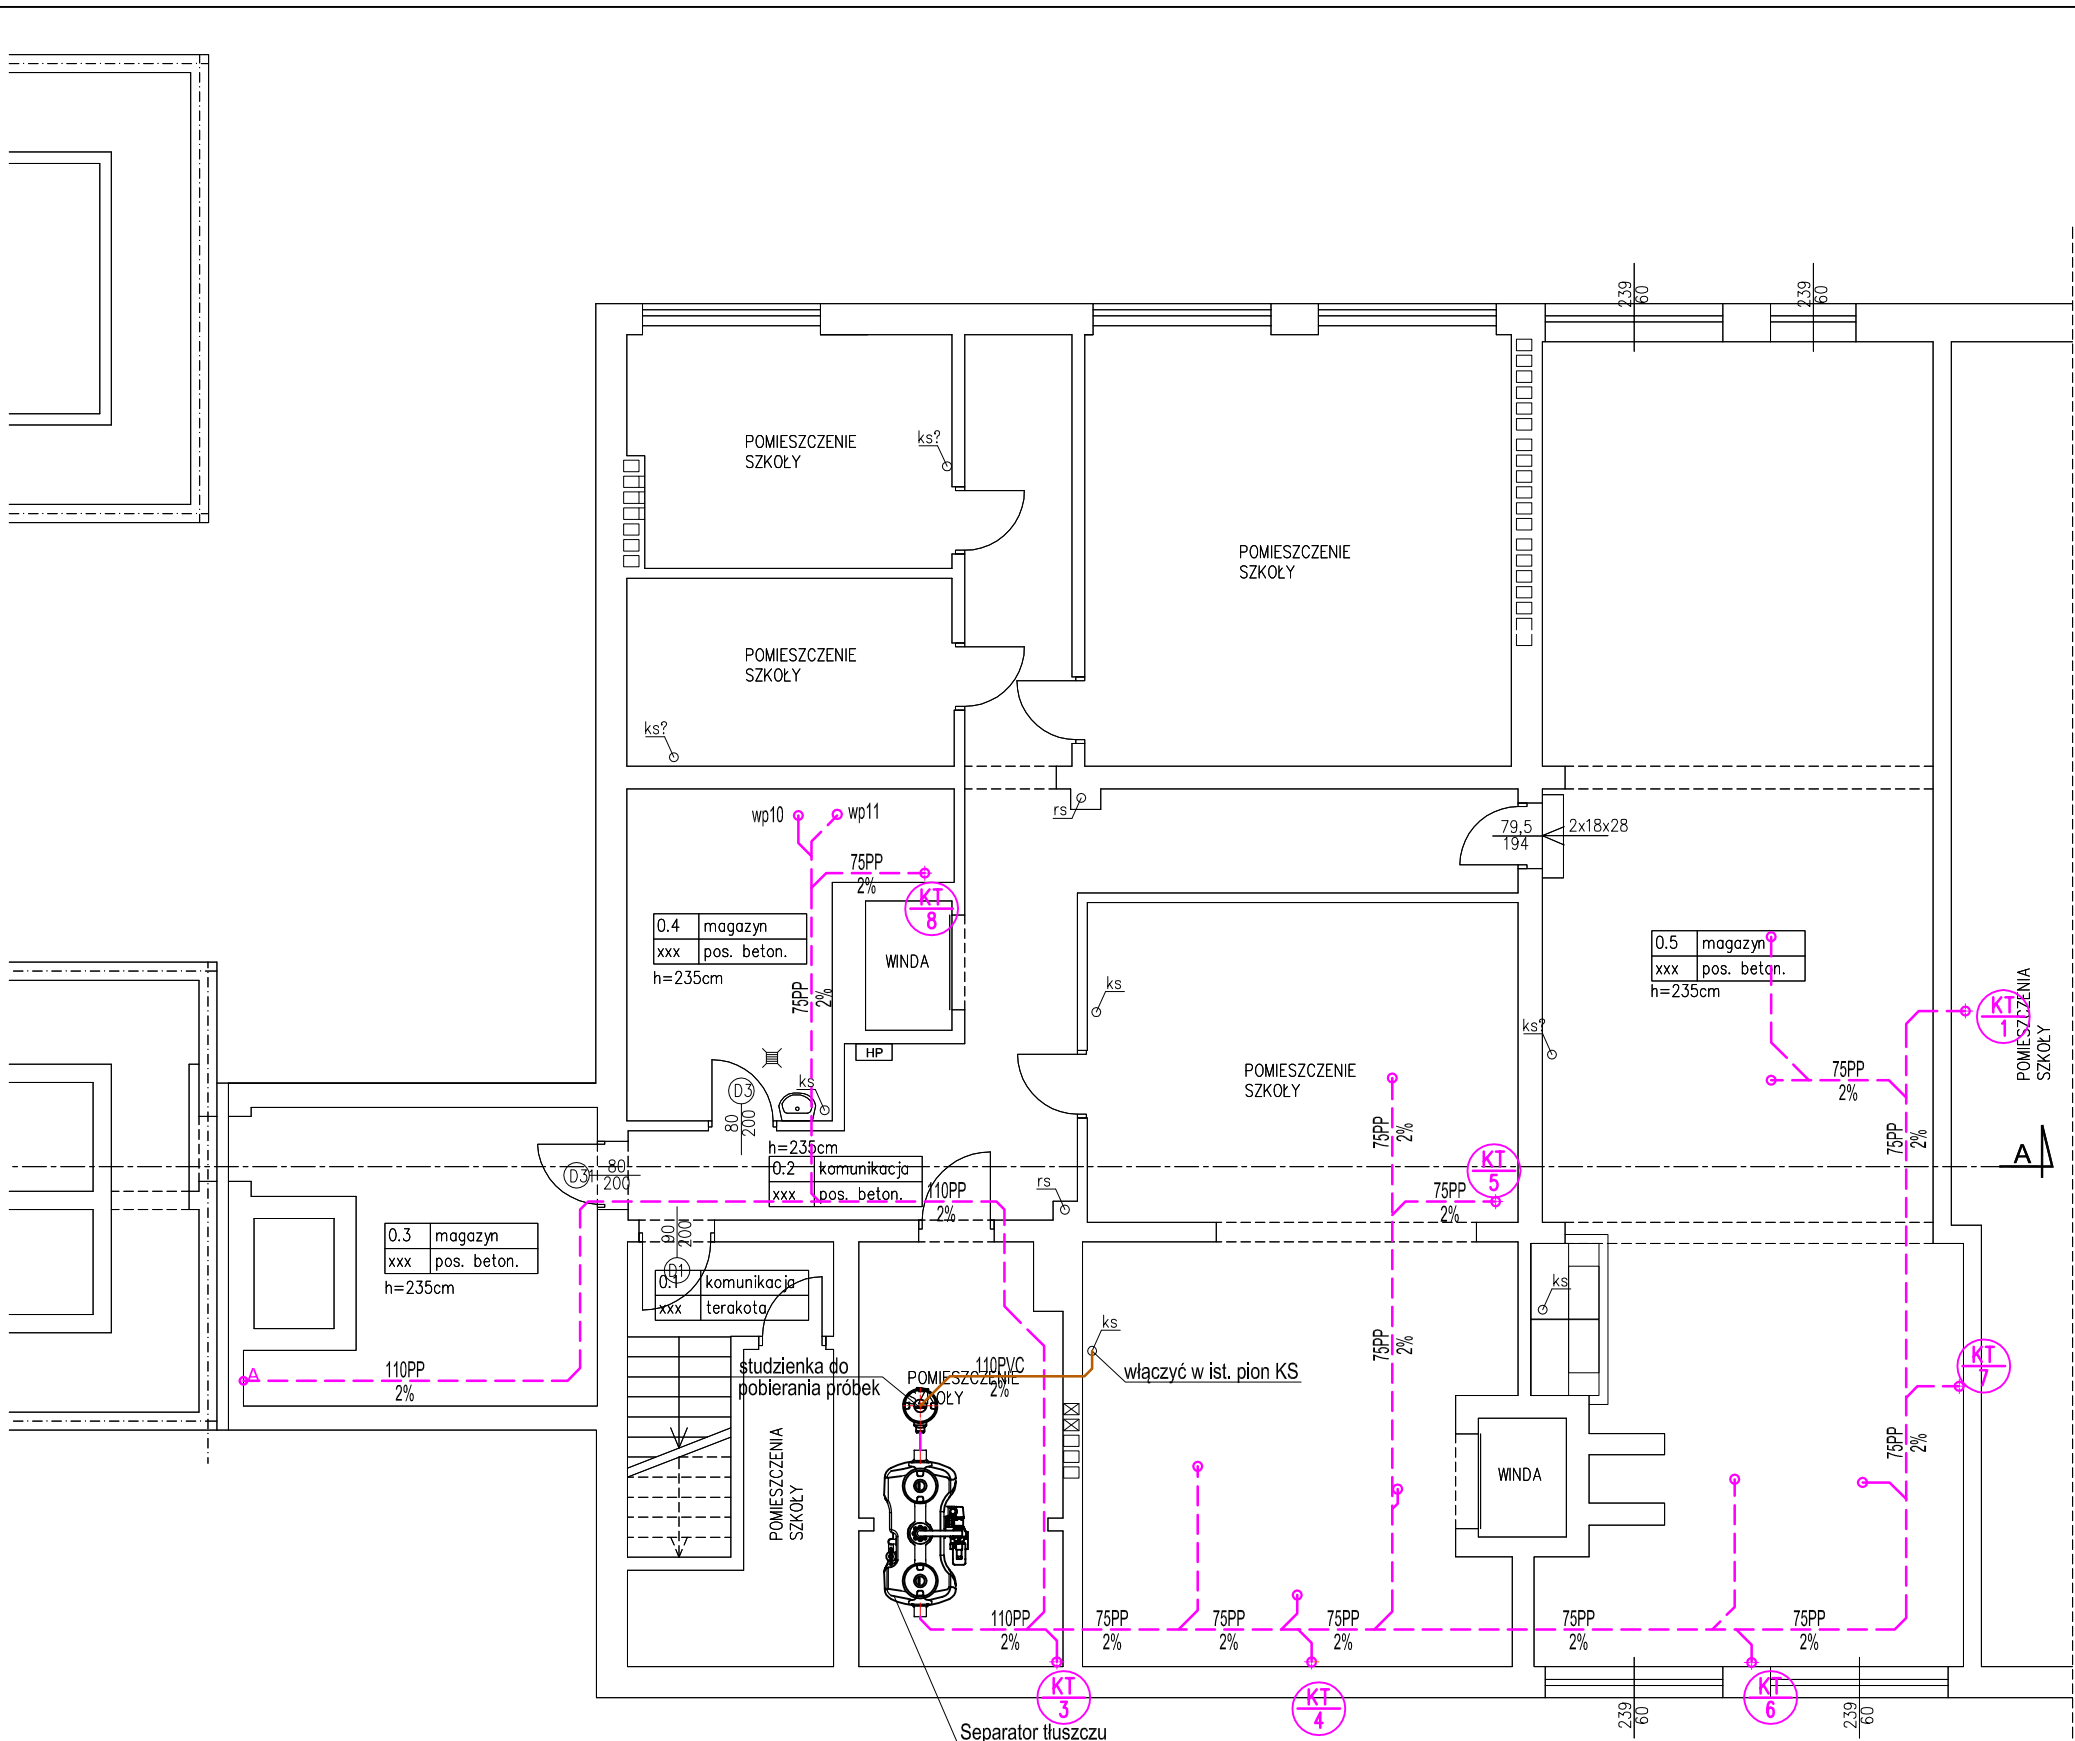 239
60
239
60
POMIESZCZENIE
SZKOŁY
ks?
POMIESZCZENIE
SZKOŁY
POMIESZCZENIE
SZKOŁY
ks?
wp10
wp11
rs
79,5
194
2x18x28
75PP
2%
KT
8
0.4 magazyn
xxx pos. beton.
h=235cm
WINDA
75PP
2%
HP
ks
0.5 magazyn
xxx pos. beton.
h=235cm
ks?
KT
1
POMIESZCZENIA
SZKOŁY
POMIESZCZENIE
SZKOŁY
75PP
2%
D3
80
200
ks
75PP
2%
75PP
2%
h=235cm
0.2 komunikacja
xxx pos. beton.
D31
80
200
110PP
2%
rs
KT
5
75PP
2%
A
0.3 magazyn
xxx pos. beton.
h=235cm
90
200
D1
0.1 komunikacja
xxx terakota
ks
ks
75PP
2%
A
110PP
2%
studzienka do
pobierania próbek
POMIESZCZENIE
SZKOŁY
110PVC
2%
włączyć w ist. pion KS
KT
7
75PP
2%
POMIESZCZENIA
SZKOŁY
WINDA
110PP
2%
75PP
2%
75PP
2%
75PP
2%
75PP
2%
75PP
2%
KT
3
KT
4
KT
6
239
60
239
60
Separator tłuszczu